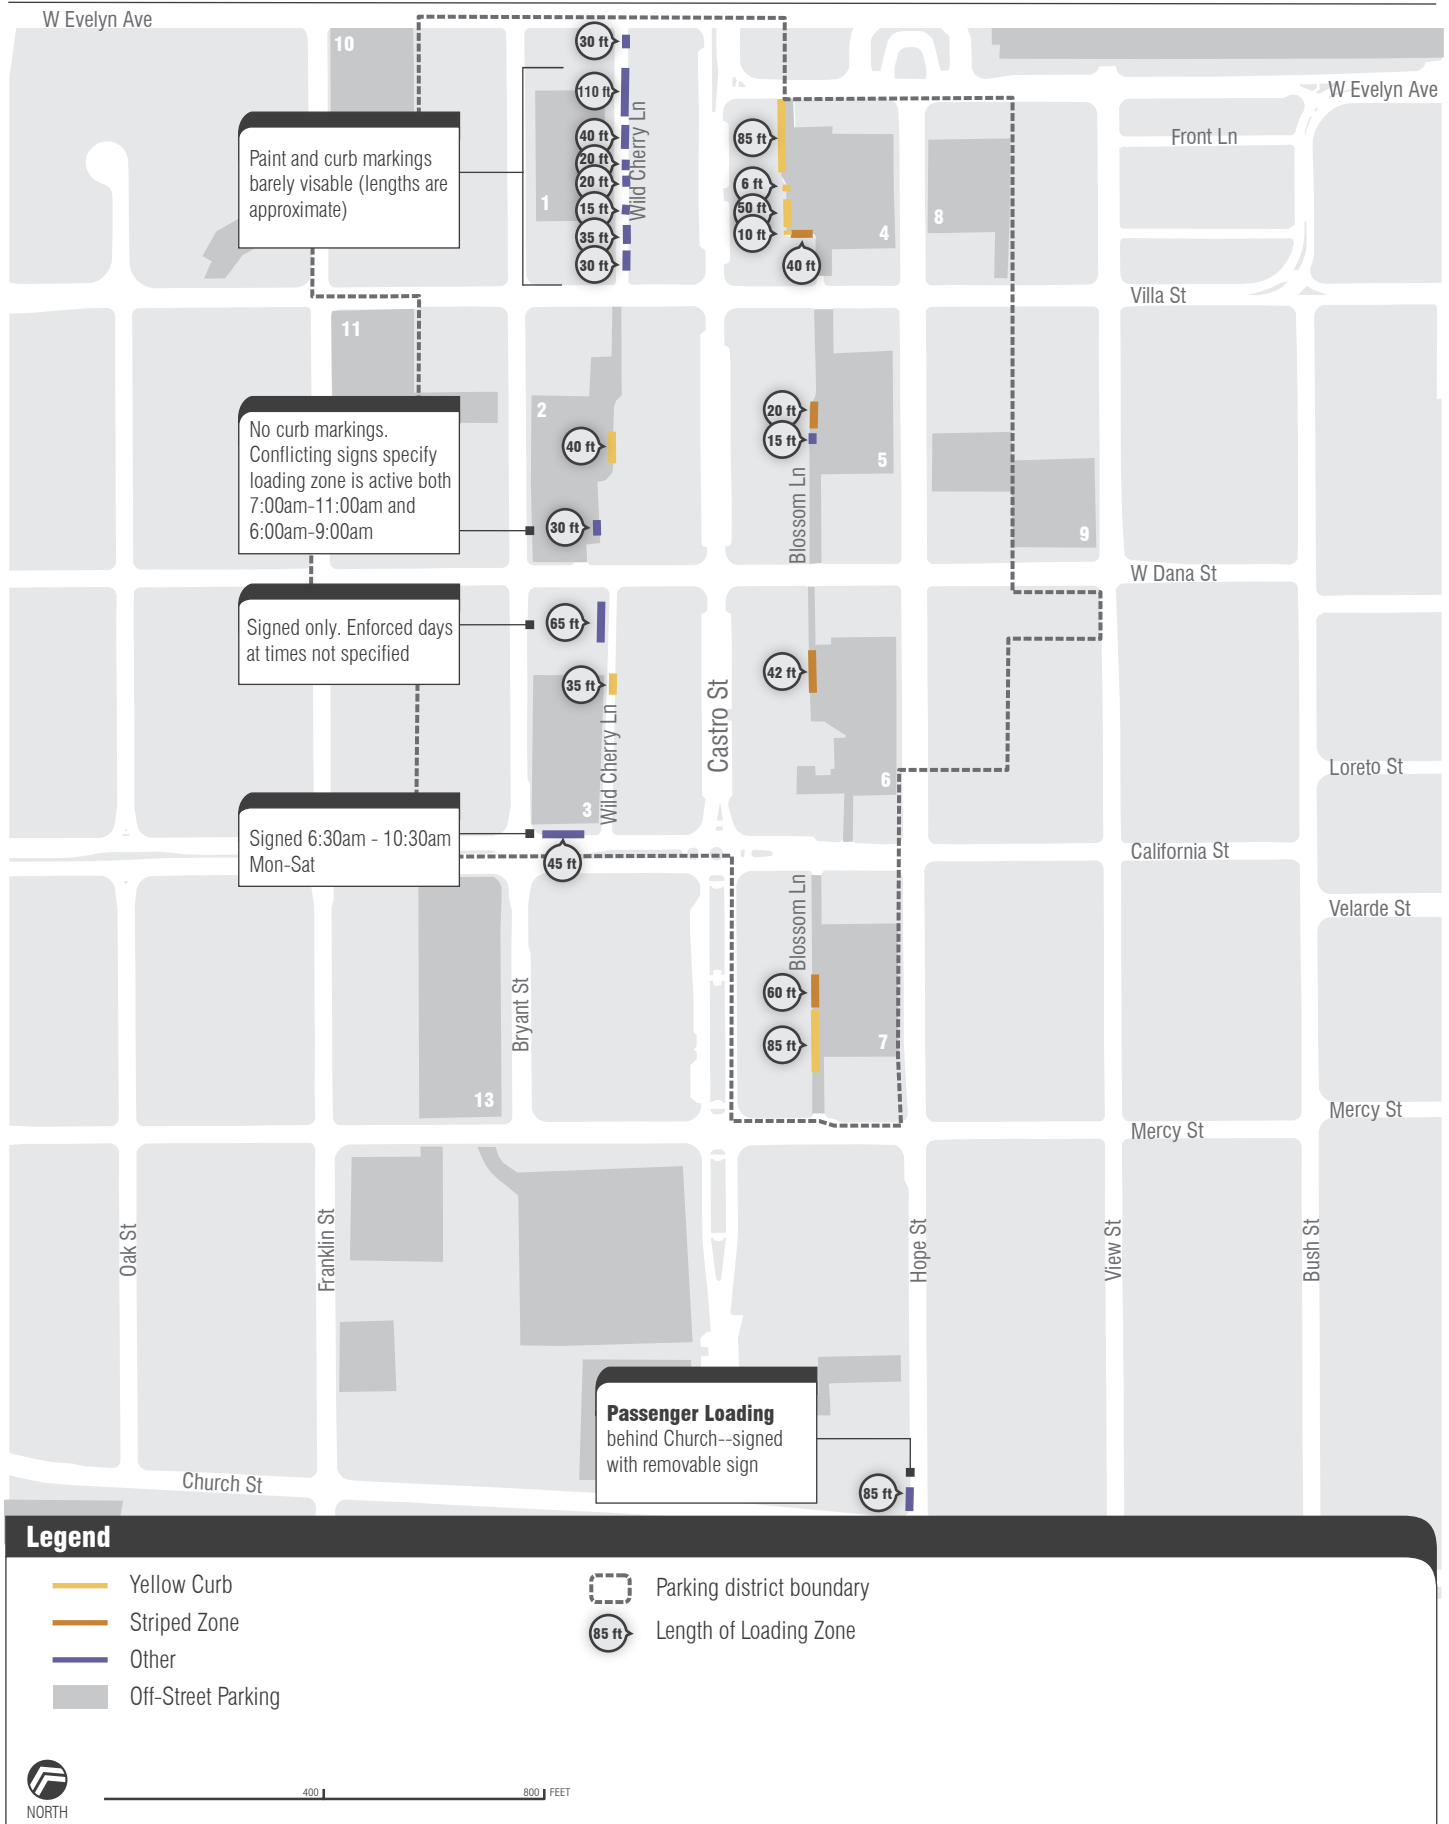 W Evelyn Ave
10
30 ft
110 ft
40 ft
20 ft
20 ft
15 ft
35 ft
30 ft
1
Wild Cherry Ln
Paint and curb markings
barely visable (lengths are
approximate)
85 ft
6 ft
50 ft
10 ft
40 ft
4
8
W Evelyn Ave
Front Ln
Villa St
11
2
40 ft
30 ft
No curb markings.
Conflicting signs specify
loading zone is active both
7:00am-11:00am and
6:00am-9:00am
20 ft
15 ft
Blossom Ln
5
9
W Dana St
Signed only. Enforced days
at times not specified
65 ft
35 ft
Wild Cherry Ln
3
Castro St
42 ft
6
Loreto St
Signed 6:30am - 10:30am
Mon-Sat
45 ft
California St
Velarde St
Blossom Ln
60 ft
85 ft
7
Bryant St
13
Mercy St
Mercy St
Oak St
Franklin St
Hope St
View St
Bush St
Passenger Loading
behind Church--signed
with removable sign
85 ft
Church St
Legend
Yellow Curb
Striped Zone
Other
Off-Street Parking
Parking district boundary
85 ft
Length of Loading Zone
NORTH
400
800 FEET